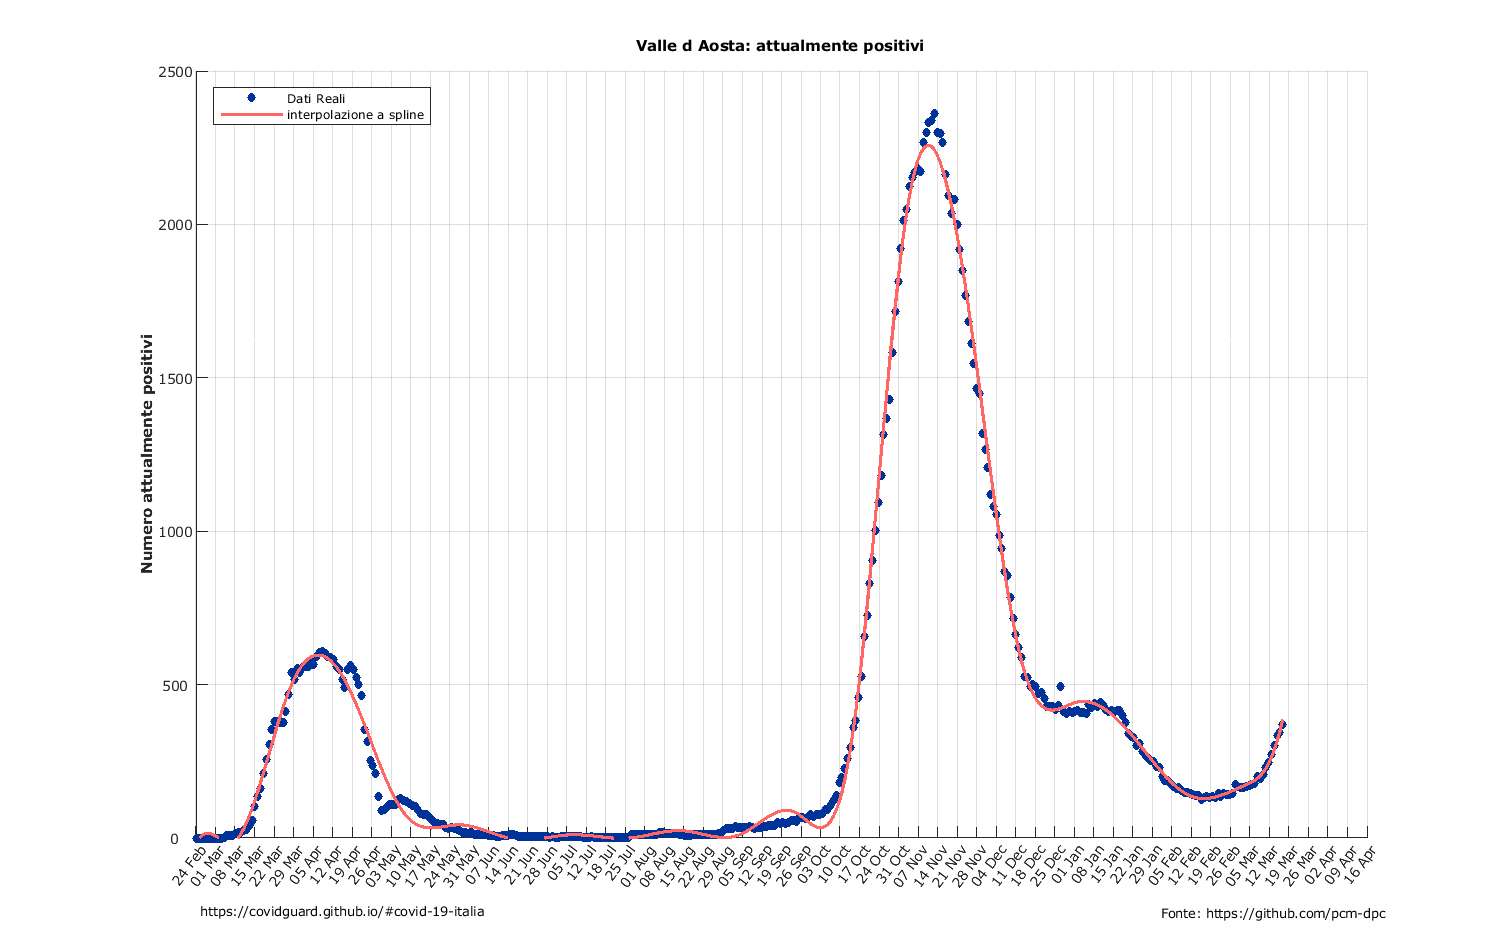 Valle d Aosta: attualmente positivi
2500
Dati Reali
interpolazione a spline
2000
1500
1000
500
0
Numero attualmente positivi
24 Feb
01 Mar
08 Mar
15 Mar
22 Mar
29 Mar
05 Apr
12 Apr
19 Apr
26 Apr
03 May
10 May
17 May
24 May
31 May
07 Jun
14 Jun
21 Jun
28 Jun
05 Jul
12 Jul
18 Jul
25 Jul
01 Aug
08 Aug
15 Aug
22 Aug
29 Aug
05 Sep
12 Sep
19 Sep
26 Sep
03 Oct
10 Oct
17 Oct
24 Oct
31 Oct
07 Nov
14 Nov
21 Nov
28 Nov
04 Dec
11 Dec
18 Dec
25 Dec
01 Jan
08 Jan
15 Jan
22 Jan
29 Jan
05 Feb
12 Feb
19 Feb
26 Feb
05 Mar
12 Mar
19 Mar
26 Mar
02 Apr
09 Apr
16 Apr
https://covidguard.github.io/#covid-19-italia
Fonte: https://github.com/pcm-dpc